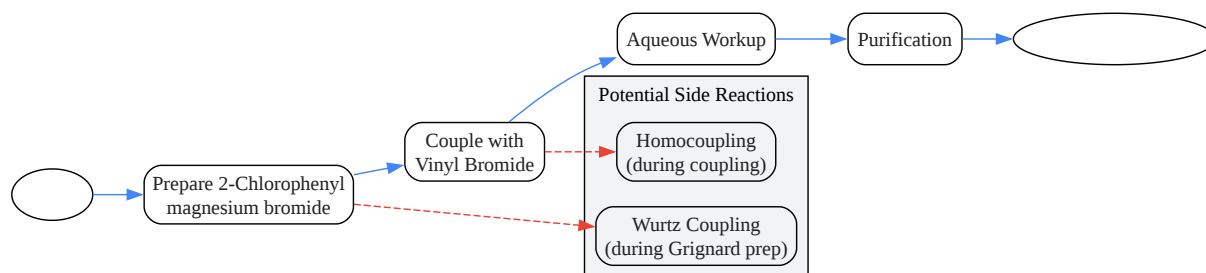 Prepare 2-Chlorophenyl
magnesium bromide
Couple with
Vinyl Bromide
Aqueous Workup
Purification
Potential Side Reactions
Homocoupling
(during coupling)
Wurtz Coupling
(during Grignard prep)